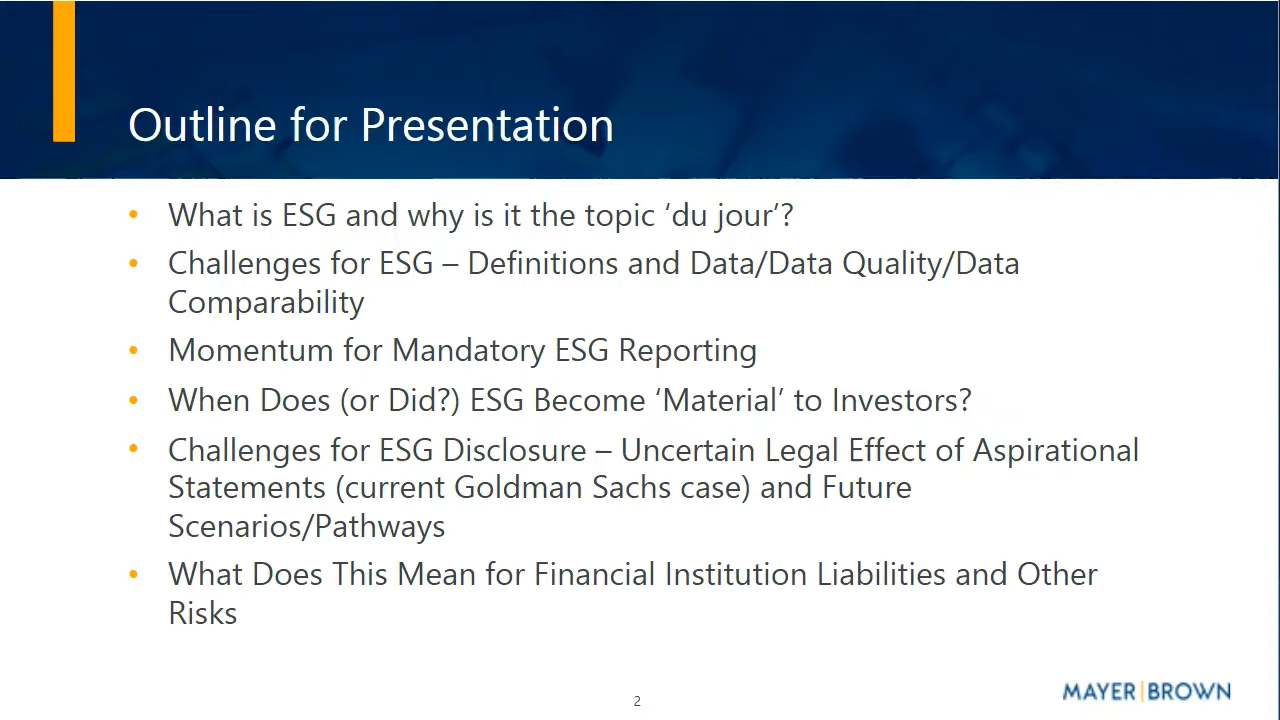 Outline for Presentation
• What is ESG and why is it the topic ‘du jour’?
• Challenges for ESG – Definitions and Data/Data Quality/Data
Comparability
• Momentum for Mandatory ESG Reporting
• When Does (or Did?) ESG Become ‘Material’ to Investors?
• Challenges for ESG Disclosure – Uncertain Legal Effect of Aspirational
Statements (current Goldman Sachs case) and Future
Scenarios/Pathways
• What Does This Mean for Financial Institution Liabilities and Other
Risks
2
MAYER|BROWN